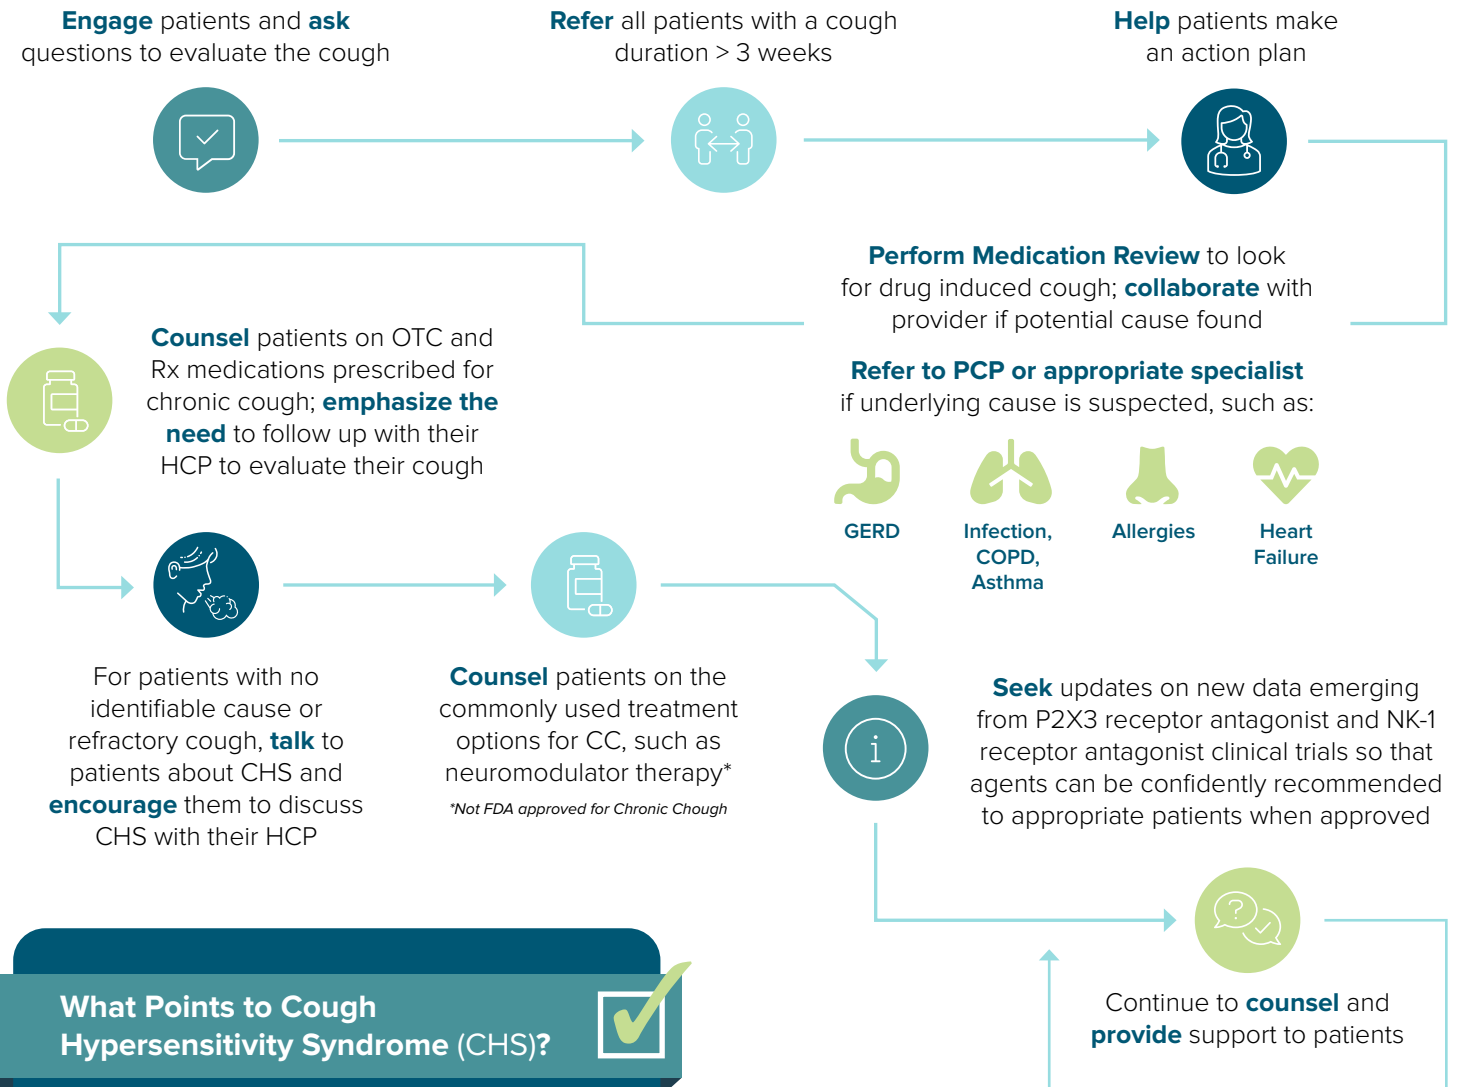 Engage patients and ask
questions to evaluate the cough
Refer all patients with a cough
duration > 3 weeks
Help patients make
an action plan
Perform Medication Review to look
for drug induced cough; collaborate with
provider if potential cause found
Refer to PCP or appropriate specialist
if underlying cause is suspected, such as:
GERD
Infection,
COPD,
Asthma
Allergies
Heart
Failure
Counsel patients on OTC and
Rx medications prescribed for
chronic cough; emphasize the
need to follow up with their
HCP to evaluate their cough
For patients with no
identifiable cause or
refractory cough, talk to
patients about CHS and
encourage them to discuss
CHS with their HCP
Counsel patients on the
commonly used treatment
options for CC, such as
neuromodulator therapy*
*Not FDA approved for Chronic Chough
Seek updates on new data emerging
from P2X3 receptor antagonist and NK-1
receptor antagonist clinical trials so that
agents can be confidently recommended
to appropriate patients when approved
Continue to counsel and
provide support to patients
What Points to Cough
Hypersensitivity Syndrome (CHS)?